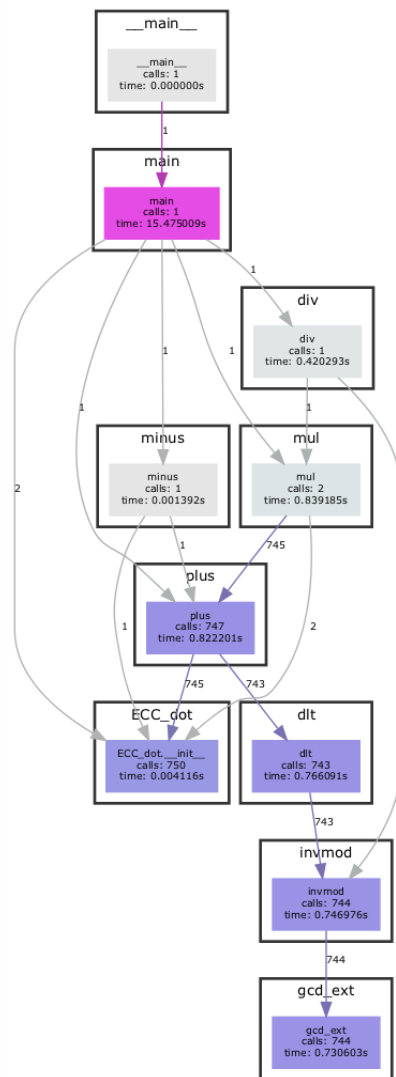 __main__
__main__
calls: 1
time: 0.000000s
1
main
main
calls: 1
time: 15.475009s
1
div
div
calls: 1
time: 0.420293s
1
1
1
1
minus
mul
minus
calls: 1
time: 0.001392s
mul
calls: 2
time: 0.839185s
2
1
745
plus
plus
calls: 747
time: 0.822201s
1
2
745
743
ECC_dot
dlt
ECC_dot.__init__
calls: 750
time: 0.004116s
dlt
calls: 743
time: 0.766091s
743
invmod
invmod
calls: 744
time: 0.746976s
744
gcd_ext
gcd_ext
calls: 744
time: 0.730603s